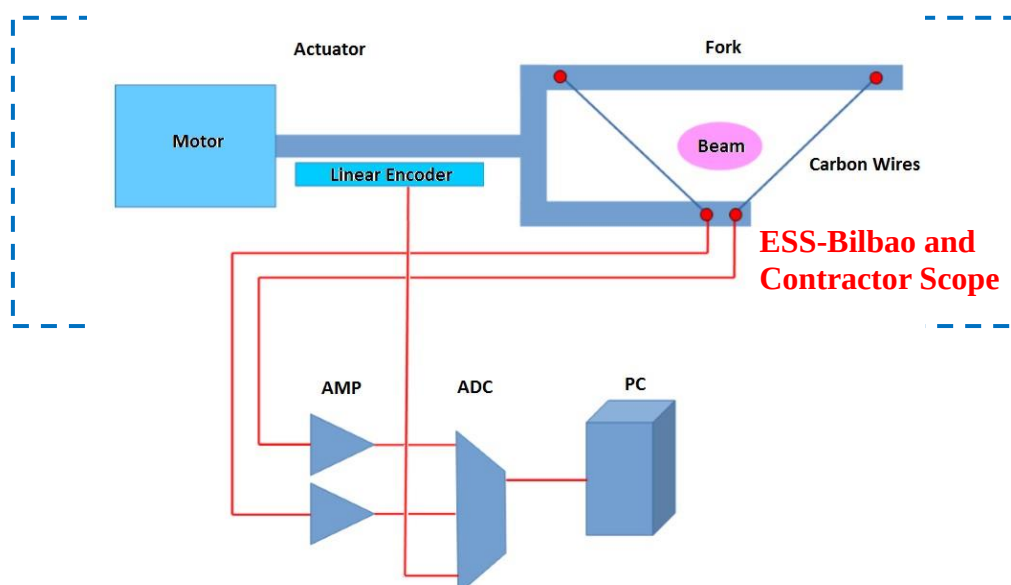 Actuator
Fork
Motor
Beam
Linear Encoder
Carbon Wires
ESS-Bilbao and
Contractor Scope
AMP
ADC
PC